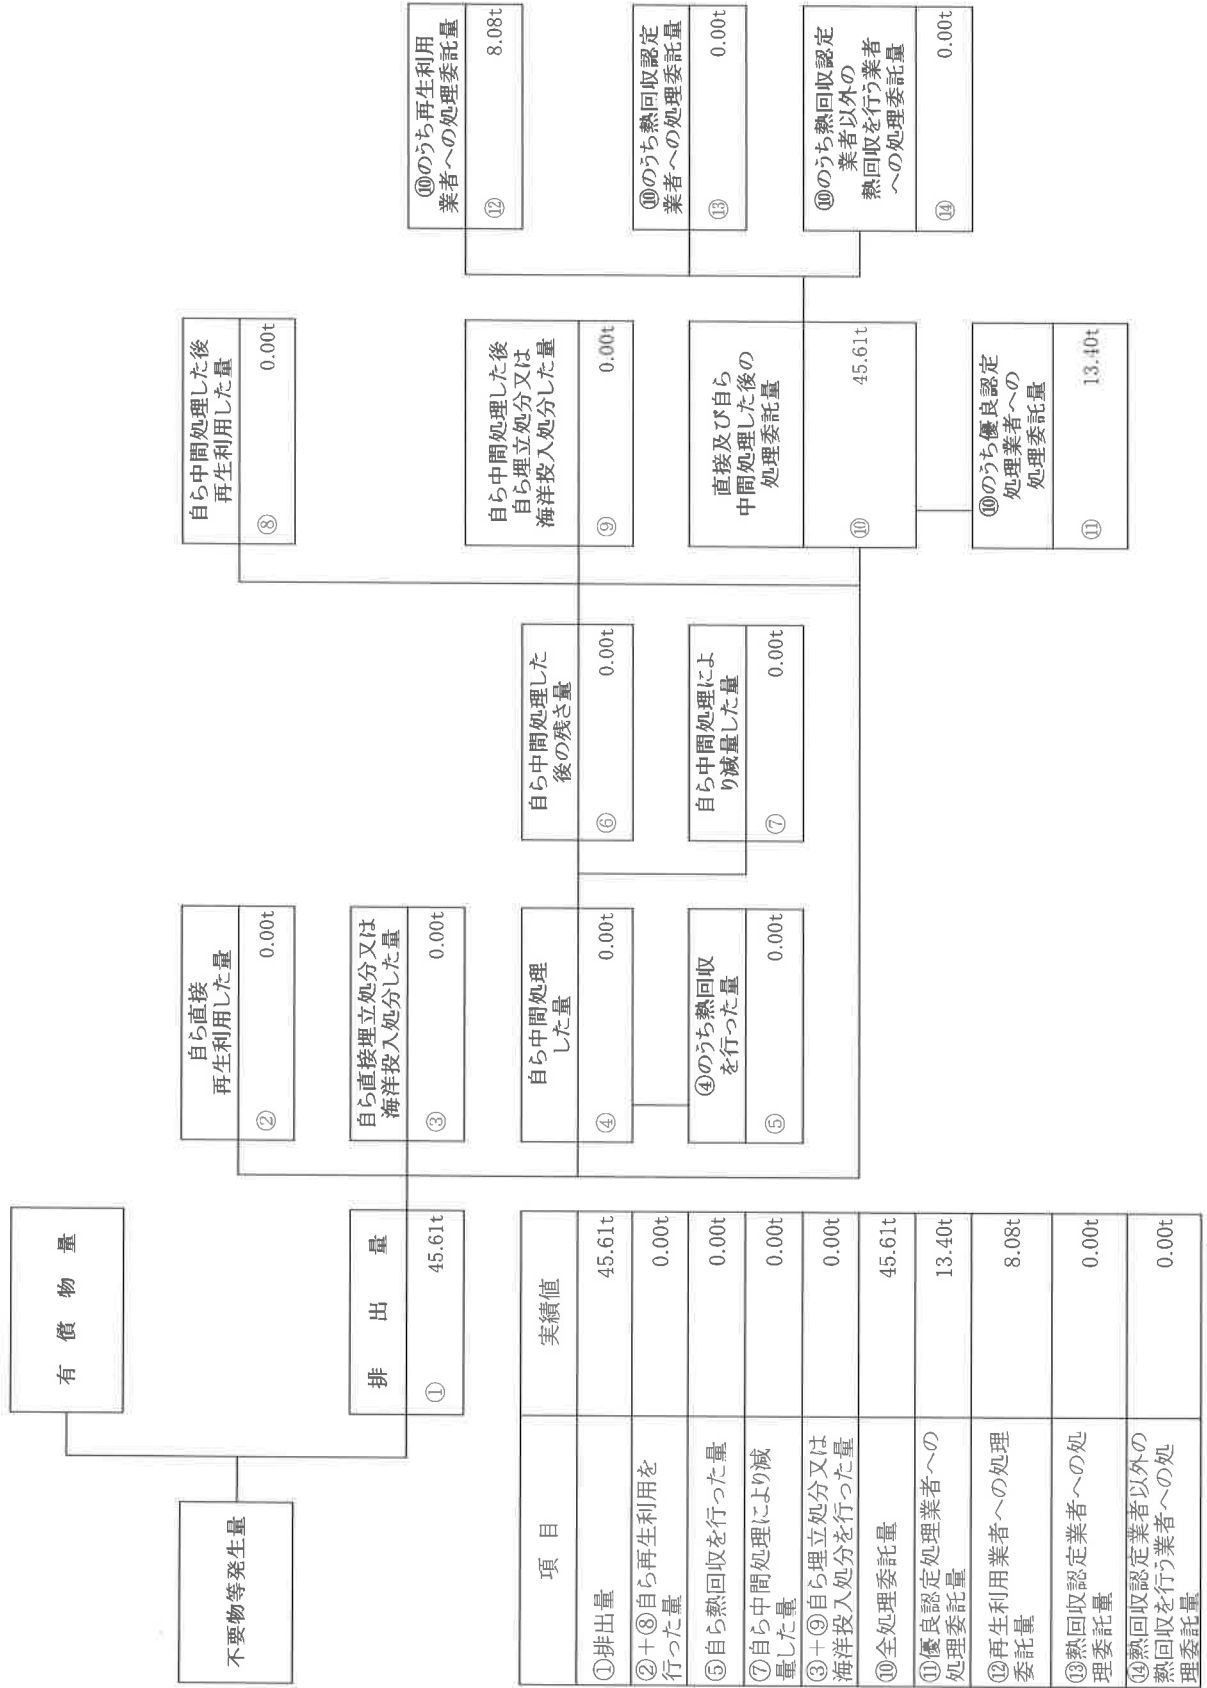 不要物等発生量
有 償 物 量
排 出 量
① 45.61t
自ら直接
再生利用した量
② 0.00t
自ら直接埋立処分又は
海洋投入処分した量
③ 0.00t
自ら中間処理
した量
④ 0.00t
④のうち熱回収
を行った量
⑤ 0.00t
自ら中間処理した
後の残さ量
⑥ 0.00t
自ら中間処理によ
り減量した量
⑦ 0.00t
自ら中間処理した後
再生利用した量
⑧ 0.00t
自ら中間処理した後
自ら埋立処分又は
海洋投入処分した量
⑨ 0.00t
直接及び自ら
中間処理した後の
処理委託量
⑩ 45.61t
⑩のうち優良認定
処理業者への
処理委託量
⑪ 13.40t
⑩のうち再生利用
業者への処理委託量
⑫ 8.08t
⑩のうち熱回収認定
業者への処理委託量
⑬ 0.00t
⑩のうち熱回収認定
業者以外の
熱回収を行う業者
への処理委託量
⑭ 0.00t
項 目 実績値
①排出量 45.61t
②＋⑧自ら再生利用を
行った量 0.00t
⑤自ら熱回収を行った量 0.00t
⑦自ら中間処理により減
量した量 0.00t
③＋⑨自ら埋立処分又は
海洋投入処分を行った量 0.00t
⑩全処理委託量 45.61t
⑪優良認定処理業者への
処理委託量 13.40t
⑫再生利用業者への処理
委託量 8.08t
⑬熱回収認定業者への処
理委託量 0.00t
⑭熱回収認定業者以外の
熱回収を行う業者への処
理委託量 0.00t